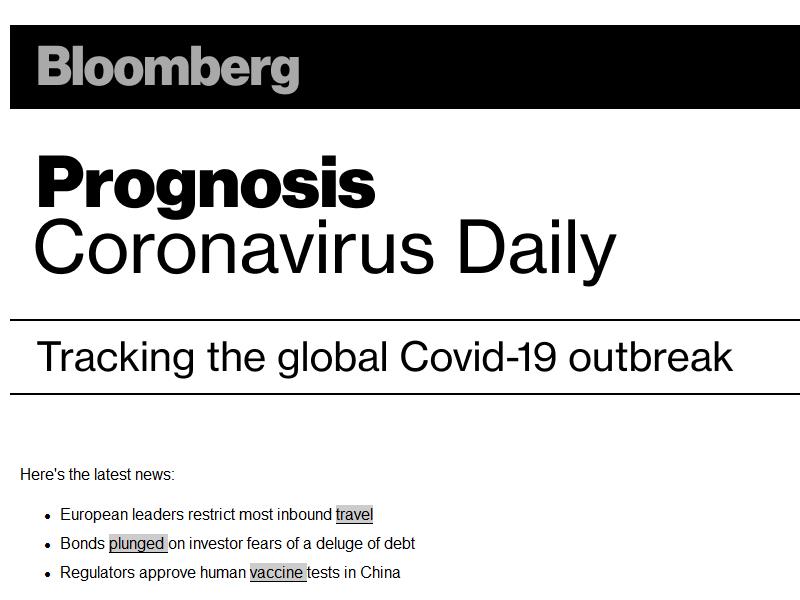 Bloomberg
Prognosis
Coronavirus Daily
Tracking the global Covid-19 outbreak
Here's the latest news:
• European leaders restrict most inbound travel
• Bonds plunged on investor fears of a deluge of debt
• Regulators approve human vaccine tests in China